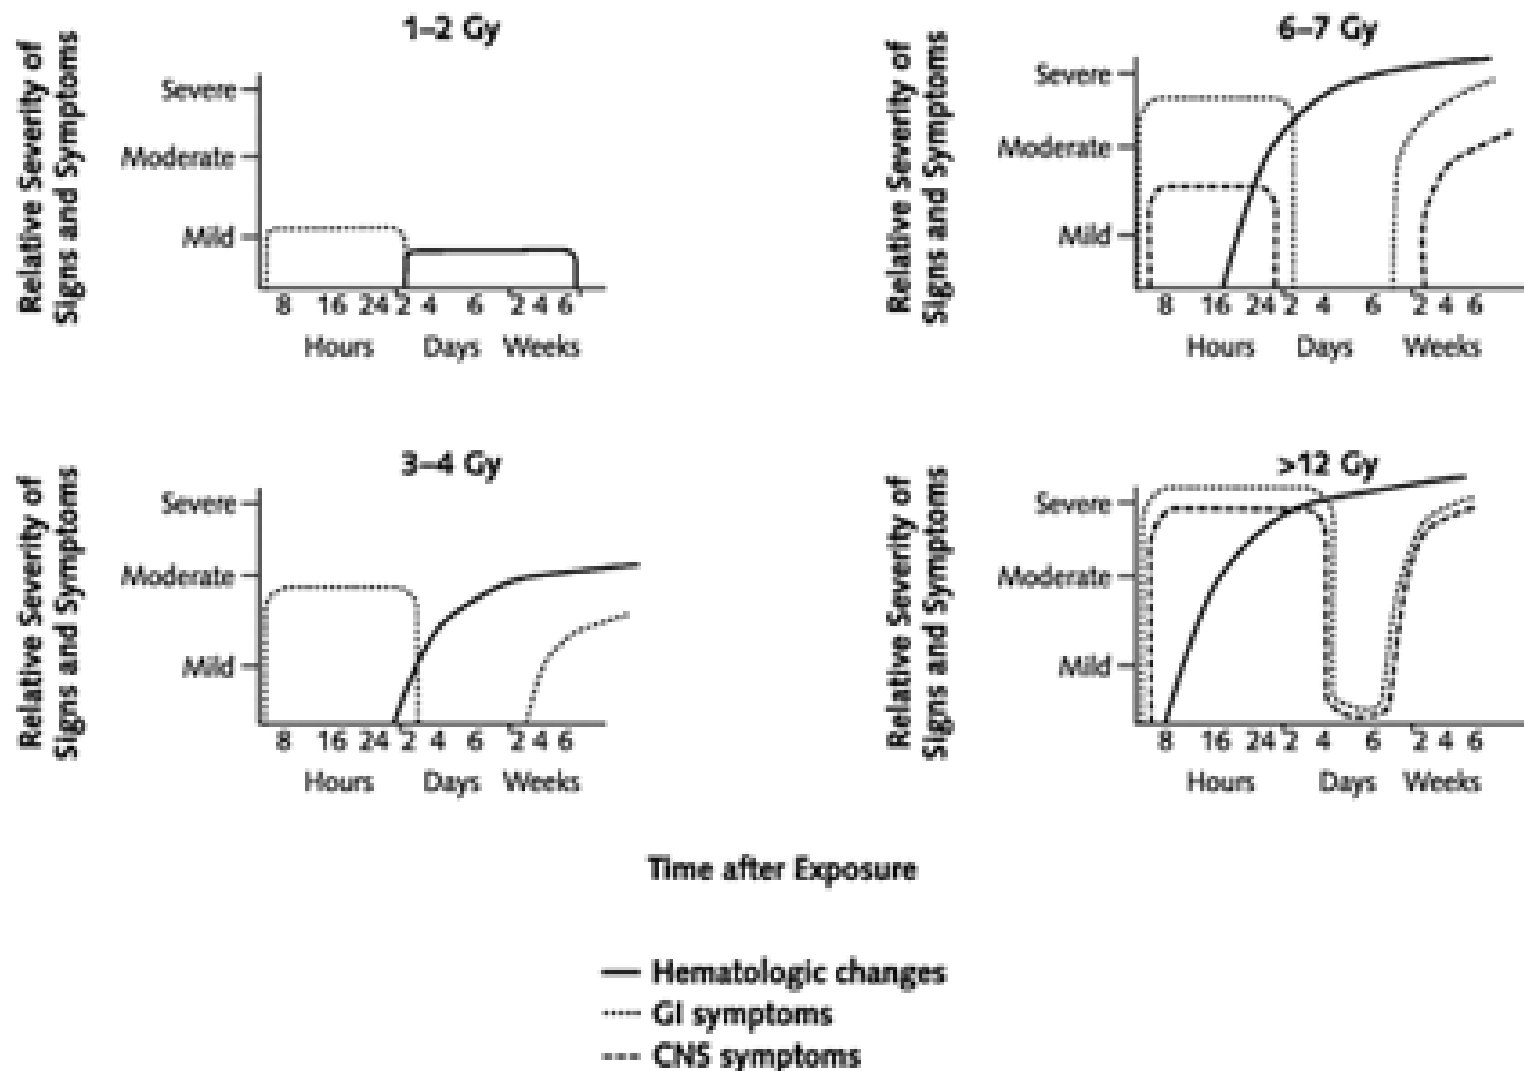 1–2 Gy
Relative Severity of
Signs and Symptoms
Severe
Moderate
Mild
8 16 24 2 4 6 2 4 6
Hours Days Weeks
6–7 Gy
Relative Severity of
Signs and Symptoms
Severe
Moderate
Mild
8 16 24 2 4 6 2 4 6
Hours Days Weeks
3–4 Gy
Relative Severity of
Signs and Symptoms
Severe
Moderate
Mild
8 16 24 2 4 6 2 4 6
Hours Days Weeks
>12 Gy
Relative Severity of
Signs and Symptoms
Severe
Moderate
Mild
8 16 24 2 4 6 2 4 6
Hours Days Weeks
Time after Exposure
Hematologic changes
GI symptoms
CNS symptoms